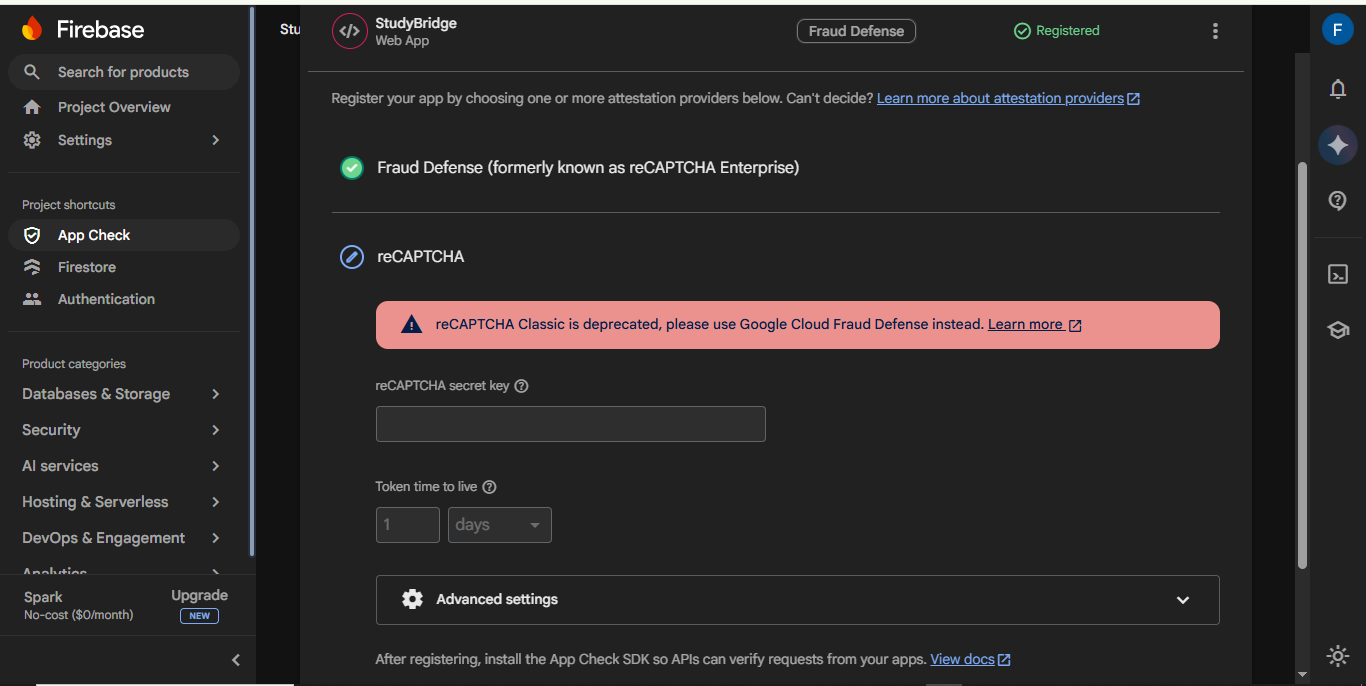 Firebase
Search for products
Project Overview
Settings
Project shortcuts
App Check
Firestore
Authentication
Product categories
Databases & Storage
Security
AI services
Hosting & Serverless
DevOps & Engagement
Analytics
Spark
No-cost ($0/month)
Upgrade
NEW
Stu
StudyBridge
Web App
Fraud Defense
Registered
Register your app by choosing one or more attestation providers below. Can't decide? Learn more about attestation providers
Fraud Defense (formerly known as reCAPTCHA Enterprise)
reCAPTCHA
reCAPTCHA Classic is deprecated, please use Google Cloud Fraud Defense instead. Learn more
reCAPTCHA secret key
Token time to live
1 days
Advanced settings
After registering, install the App Check SDK so APIs can verify requests from your apps. View docs
F